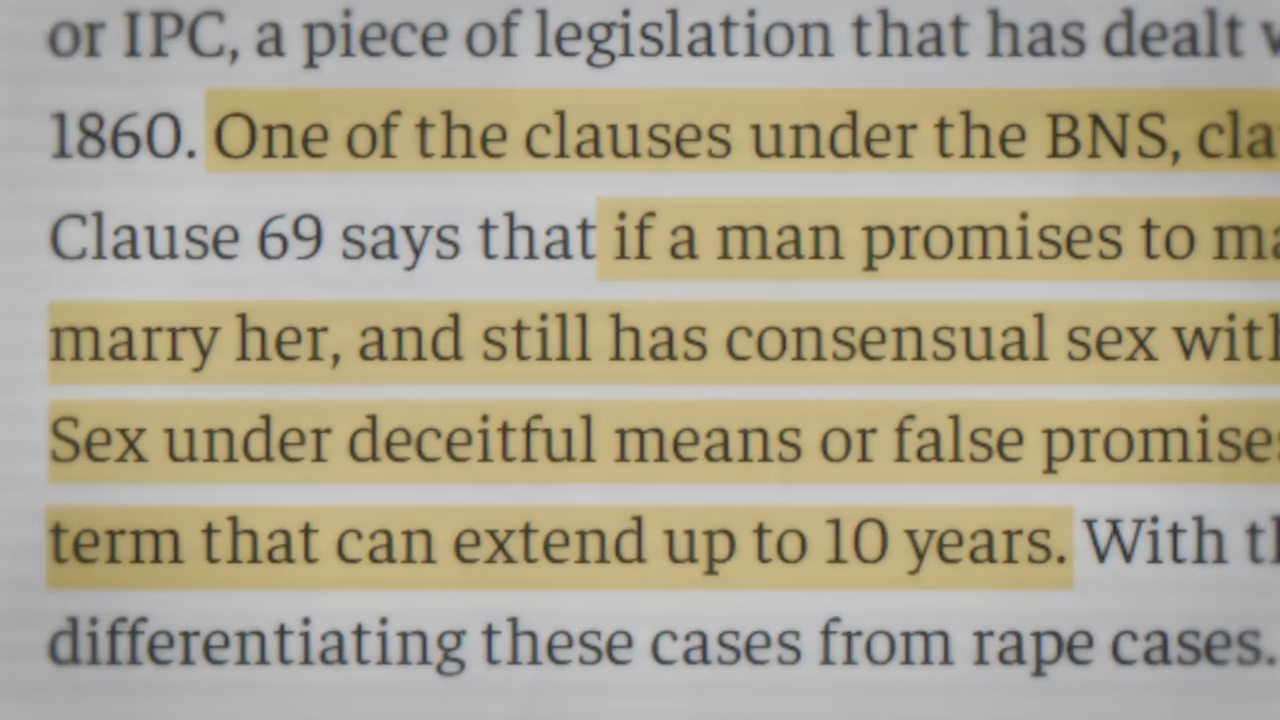 or IPC, a piece of legislation that has dealt
1860. One of the clauses under the BNS,
Clause 69 says that if a man promises to
marry her, and still has consensual sex
Sex under deceitful means or false
term that can extend up to 10 years. With
differentiating these cases from rape cases.